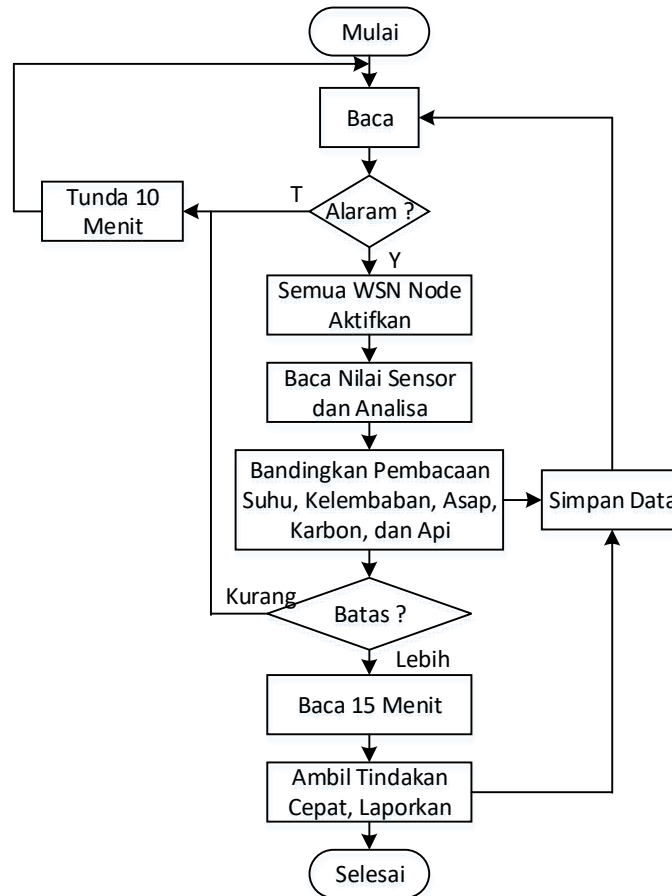 Mulai
Baca
Tunda 10
Menit
T
Alaram ?
Y
Semua WSN Node
Aktifkan
Baca Nilai Sensor
dan Analisa
Bandingkan Pembacaan
Suhu, Kelembaban, Asap,
Karbon, dan Api
Simpan Data
Kurang
Batas ?
Lebih
Baca 15 Menit
Ambil Tindakan
Cepat, Laporkan
Selesai